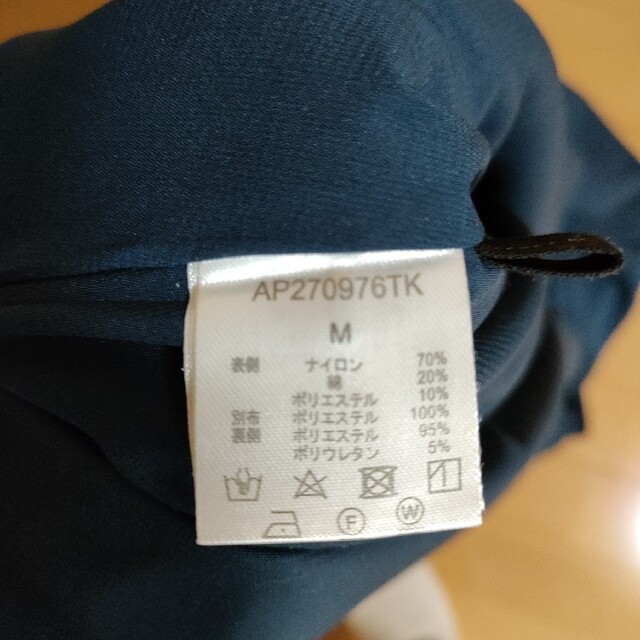 AP270976TK
M
表側 ナイロン 70%
綿 20%
ポリエステル 10%
別布 ポリエステル 100%
裏側 ポリエステル 95%
ポリウレタン 5%
F W